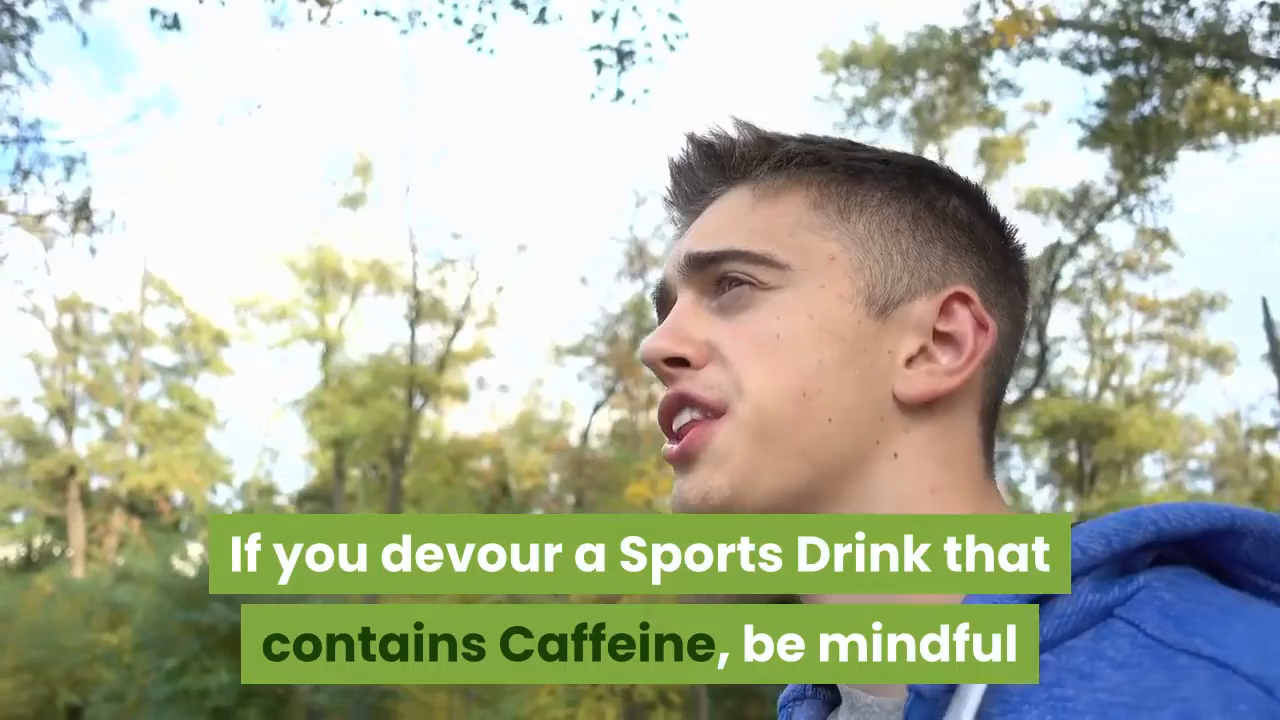 If you devour a Sports Drink that
contains Caffeine, be mindful